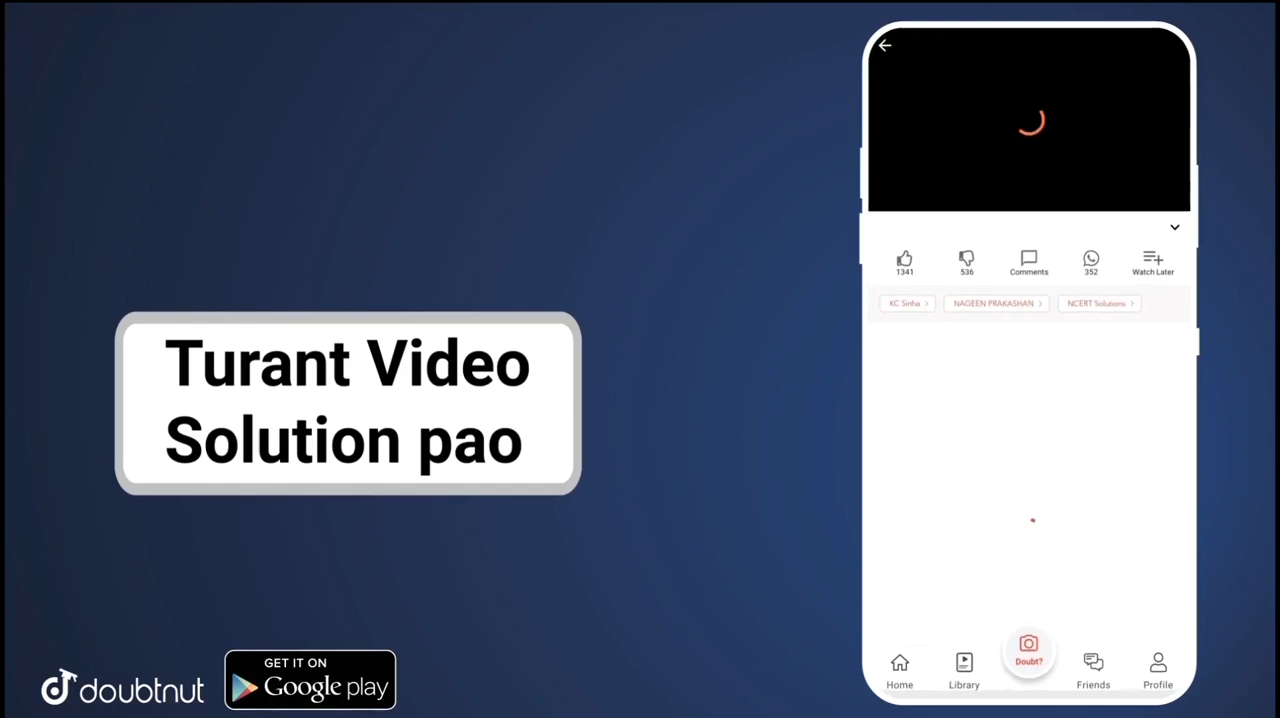 Turant Video
Solution pao
doubtnut
GET IT ON
Google play
1341
536
Comments
352
Watch Later
KC Sinha
NAGEEN PRAKASHAN
NCERT Solutions
Doubt?
Home
Library
Friends
Profile